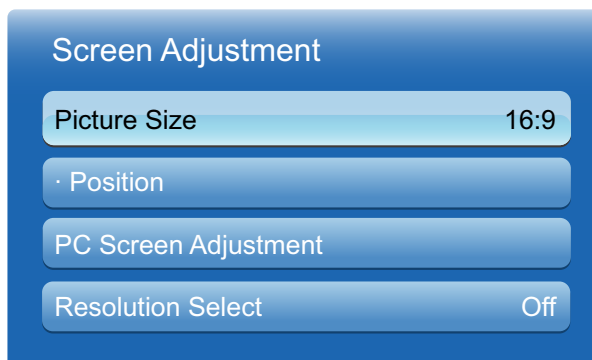 Screen Adjustment
Picture Size 16:9
· Position
PC Screen Adjustment
Resolution Select Off